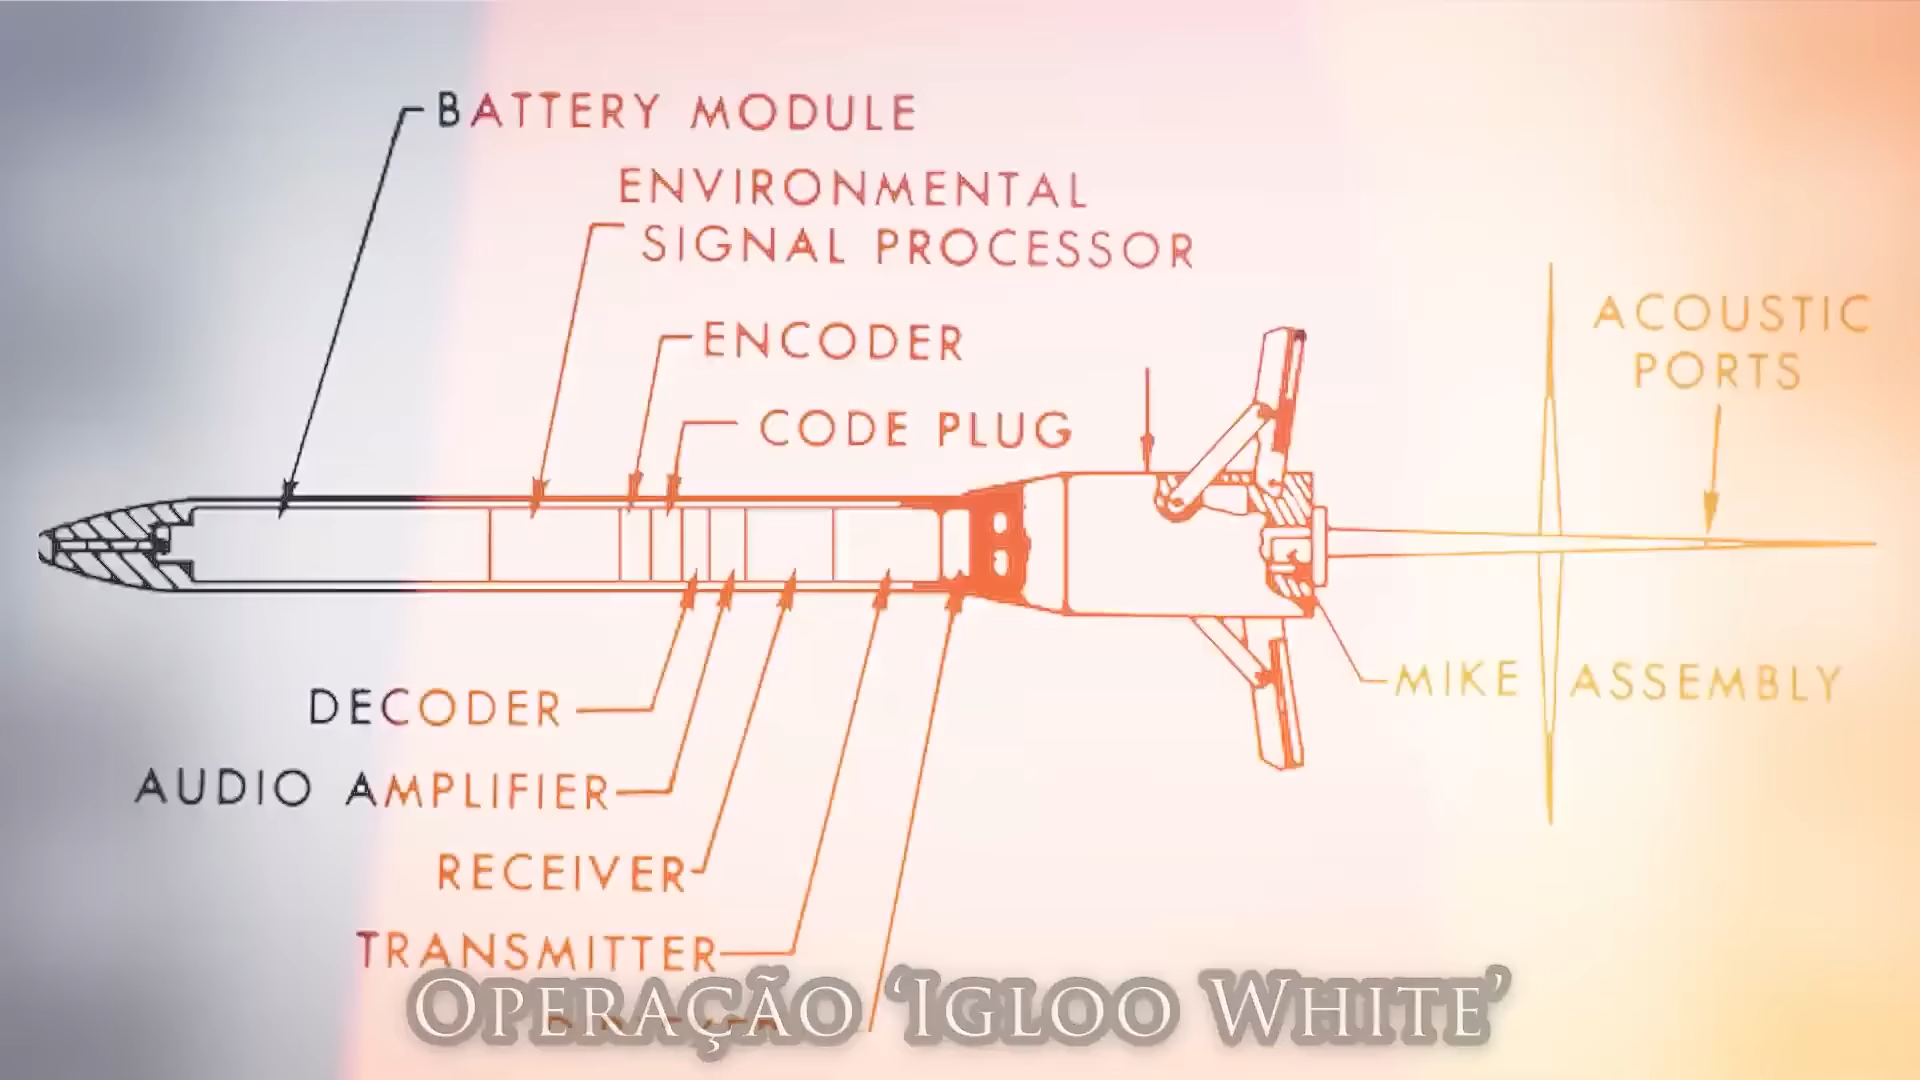 BATTERY MODULE
ENVIRONMENTAL
SIGNAL PROCESSOR
ENCODER
CODE PLUG
ACOUSTIC
PORTS
MIKE ASSEMBLY
DECODER
AUDIO AMPLIFIER
RECEIVER
TRANSMITTER
OPERAÇÃO ‘IGLOO WHITE’